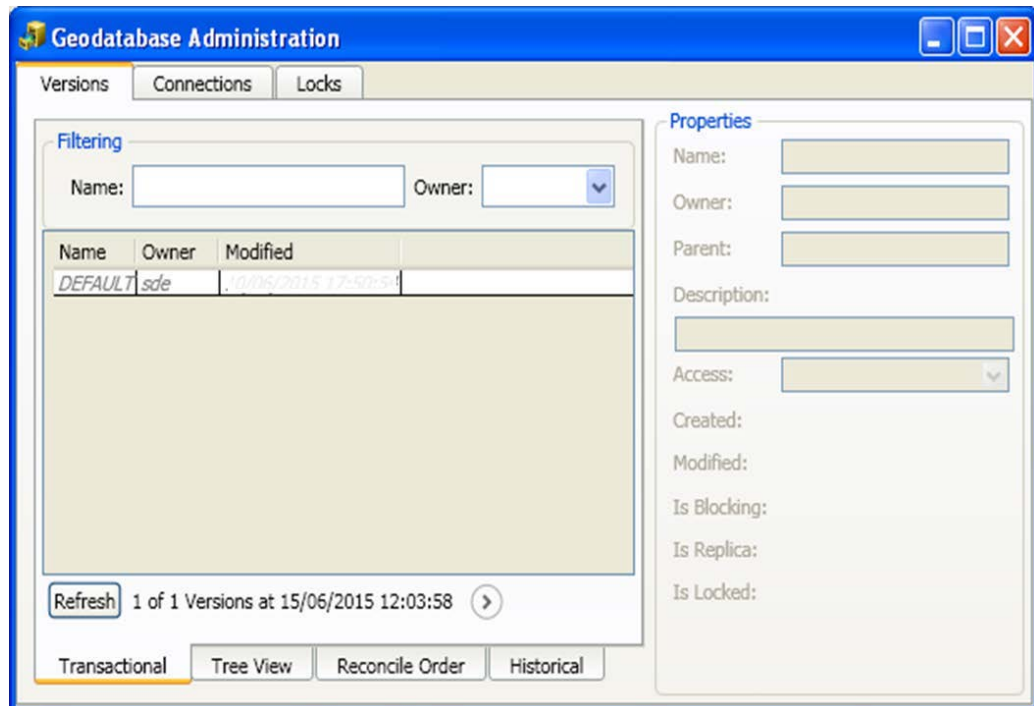 Geodatabase Administration
Versions Connections Locks
Filtering
Name: Owner:
Name Owner Modified
DEFAULT sde
Refresh 1 of 1 Versions at 15/06/2015 12:03:58
Transactional Tree View Reconcile Order Historical
Properties
Name:
Owner:
Parent:
Description:
Access:
Created:
Modified:
Is Blocking:
Is Replica:
Is Locked: